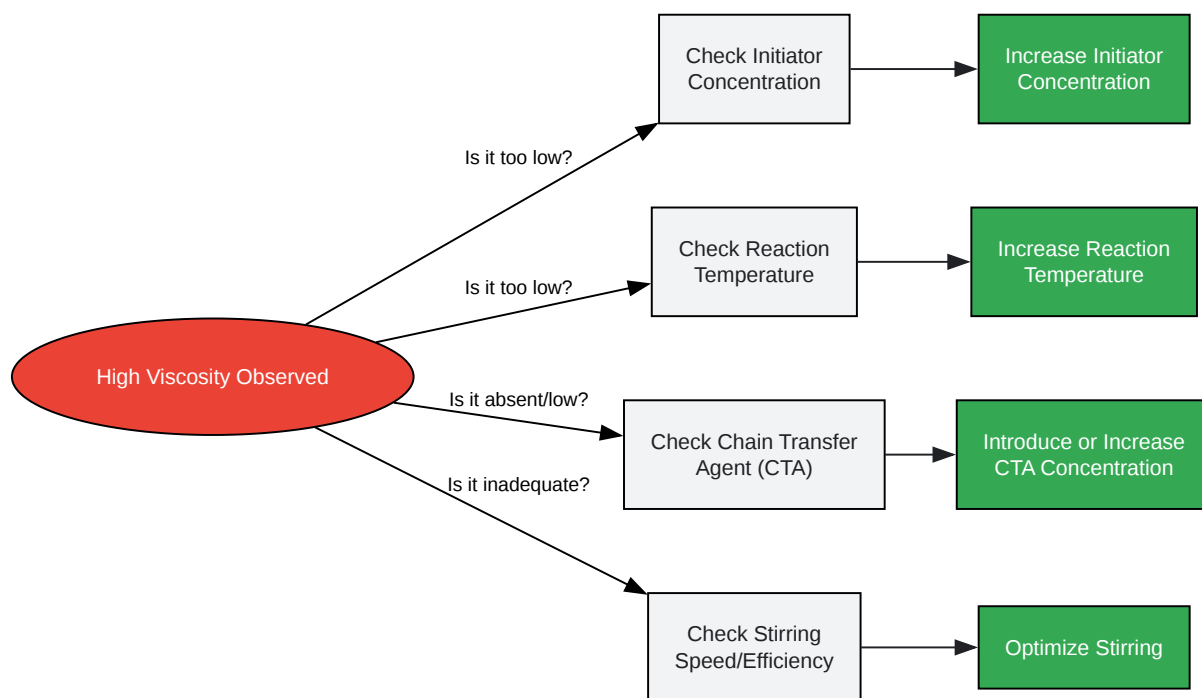 Check Initiator
Concentration
Increase Initiator
Concentration
Is it too low?
Check Reaction
Temperature
Increase Reaction
Temperature
Is it too low?
High Viscosity Observed
Is it absent/low?
Check Chain Transfer
Agent (CTA)
Introduce or Increase
CTA Concentration
Is it inadequate?
Check Stirring
Speed/Efficiency
Optimize Stirring